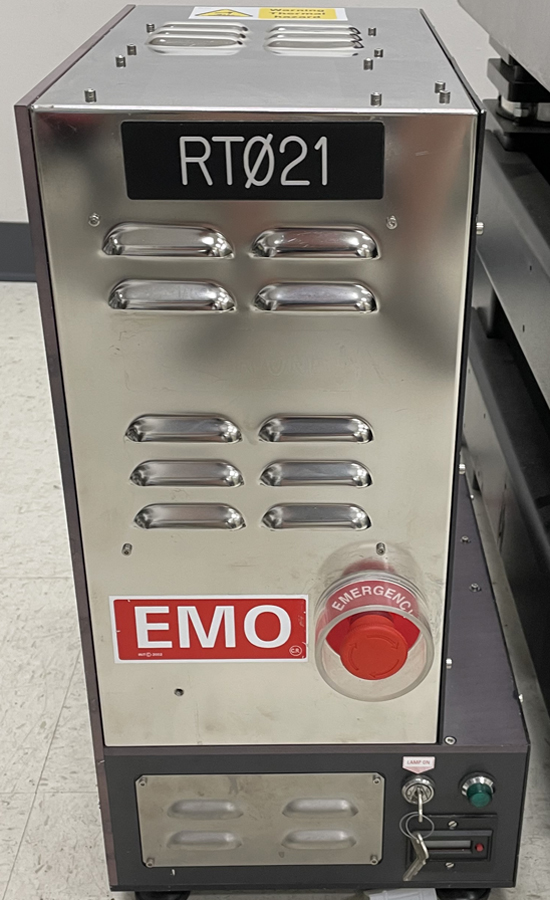 Warning
Thermal
hazard
RTØ21
EMERGENC
EMO
LAMP ON